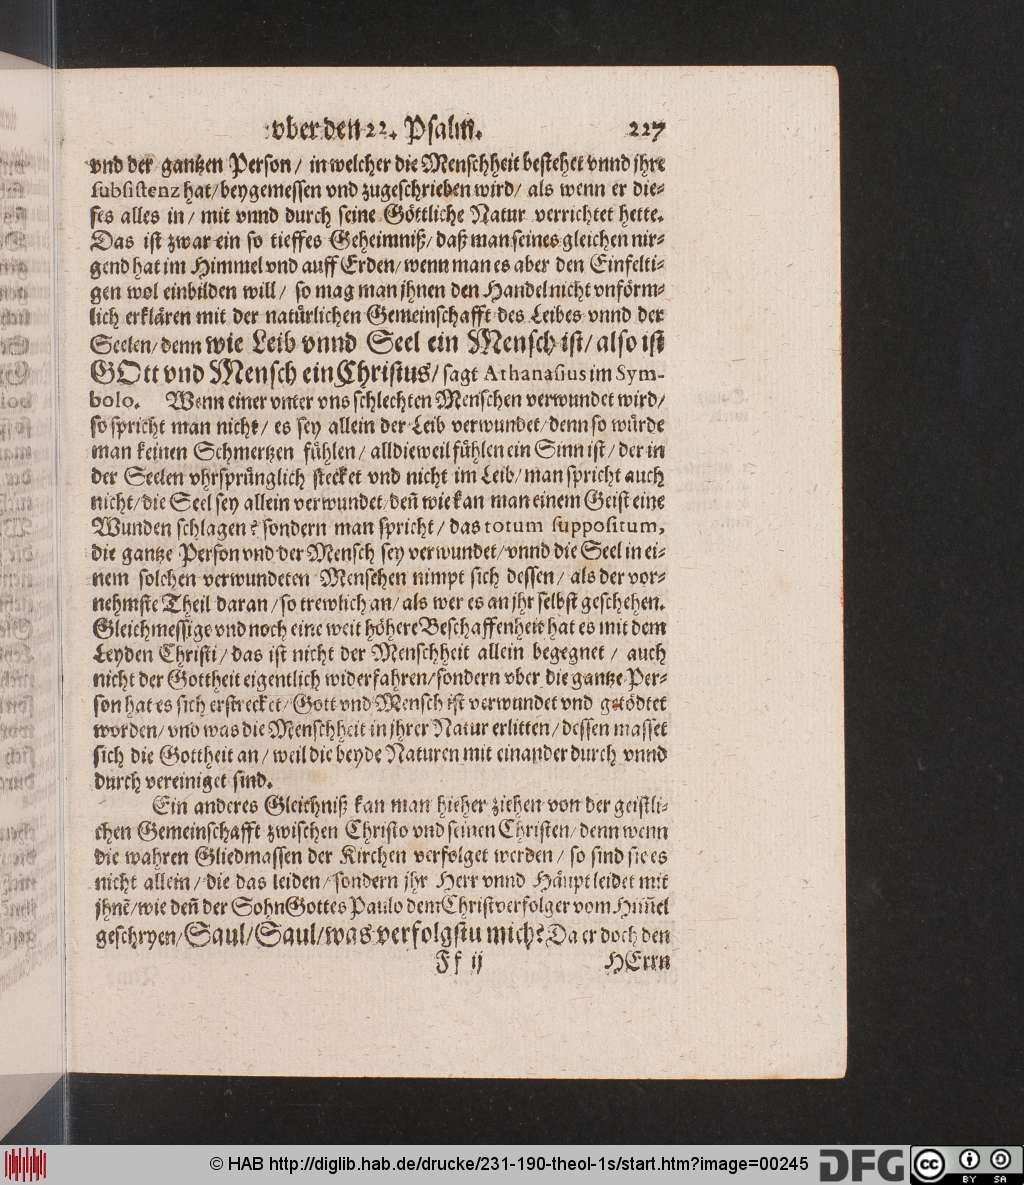 vber den 22. Psalm. 227
vnd der gantzen Person / in welcher die Menschheit bestehet vnnd jhre
subsistenz hat / beygemessen vnd zugeschrieben wird / als wenn er die-
ses alles in / mit vnnd durch seine Göttliche Natur verrichtet hette.
Das ist zwar ein so tieffes Geheimniß / daß man seines gleichen nir-
gend hat im Himmel vnd auff Erden / wenn man es aber den Einfelti-
gen wol einbilden will / so mag man jhnen den Handel nicht vnförm-
lich erklären mit der natürlichen Gemeinschafft des Leibes vnnd der
Seelen / denn wie Leib vnnd Seel ein Mensch ist / also ist
GOtt vnd Mensch ein Christus / sagt Athanasius im Sym-
bolo. Wenn einer vnter vns schlechten Menschen verwundet wird /
so spricht man nicht / es sey allein der Leib verwundet / denn so würde
man keinen Schmertzen fühlen / alldieweil fühlen ein Sinn ist / der in
der Seelen vhrsprünglich stecket vnd nicht im Leib / man spricht auch
nicht / die Seel sey allein verwundet / deñ wie kan man einem Geist eine
Wunden schlagen? sondern man spricht / das totum suppositum,
die gantze Person vnd der Mensch sey verwundet / vnnd die Seel in ei-
nem solchen verwundeten Menschen nimpt sich dessen / als der vor-
nehmste Theil daran / so trewlich an / als wer es an jhr selbst geschehen.
Gleichmessige vnd noch eine weit höhere Beschaffenheit hat es mit dem
Leyden Christi / das ist nicht der Menschheit allein begegnet / auch
nicht der Gottheit eigentlich widerfahren / sondern vber die gantze Per-
son hat es sich erstrecket / Gott vnd Mensch ist verwundet vnd getödtet
worden / vnd was die Menschheit in jhrer Natur erlitten / dessen masset
sich die Gottheit an / weil die beyde Naturen mit einander durch vnnd
durch vereiniget sind.
Ein anderes Gleichniß kan man hieher ziehen von der geistli-
chen Gemeinschafft zwischen Christo vnd seinen Christen / denn wenn
die wahren Gliedmassen der Kirchen verfolget werden / so sind sie es
nicht allein / die das leiden / sondern jhr Herr vnnd Häupt leidet mit
jhnẽ / wie deñ der Sohn Gottes Paulo dem Christverfolger vom Him̃el
geschryen / Saul / Saul / was verfolgstu mich? Da er doch den
Ff ij HErrn
© HAB http://diglib.hab.de/drucke/231-190-theol-1s/start.htm?image=00245 DFG cc BY SA